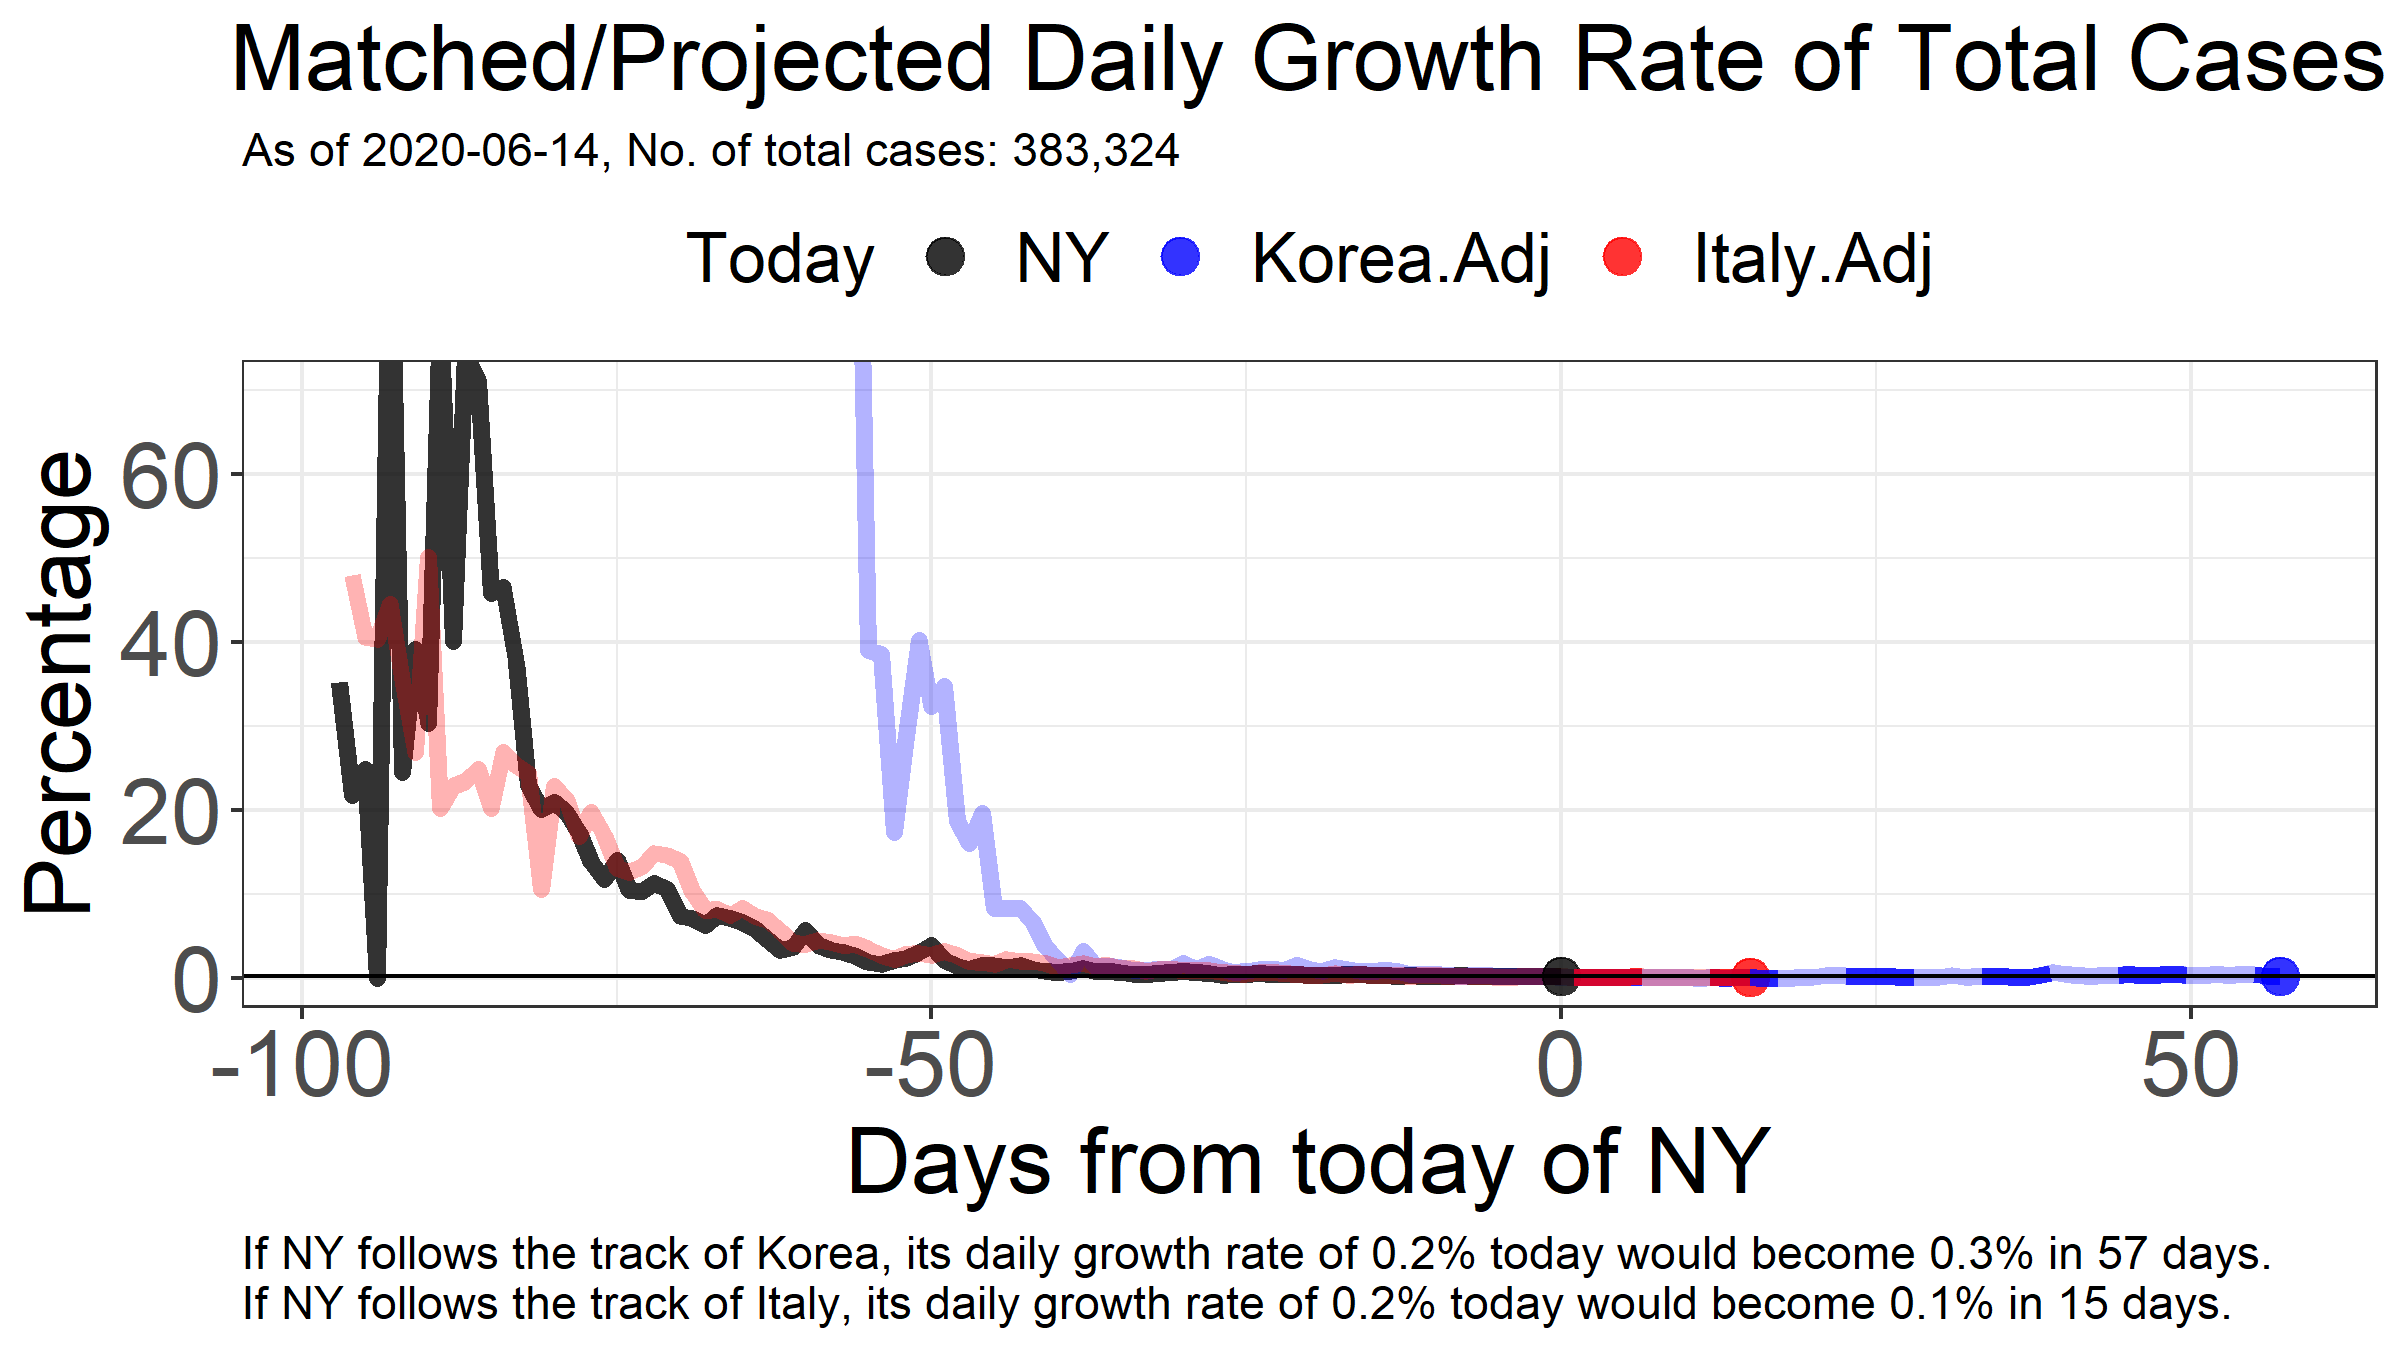 Matched/Projected Daily Growth Rate of Total Cases
As of 2020-06-14, No. of total cases: 383,324
Today NY Korea.Adj Italy.Adj
Percentage
60
40
20
0
-100 -50 0 50
Days from today of NY
If NY follows the track of Korea, its daily growth rate of 0.2% today would become 0.3% in 57 days.
If NY follows the track of Italy, its daily growth rate of 0.2% today would become 0.1% in 15 days.